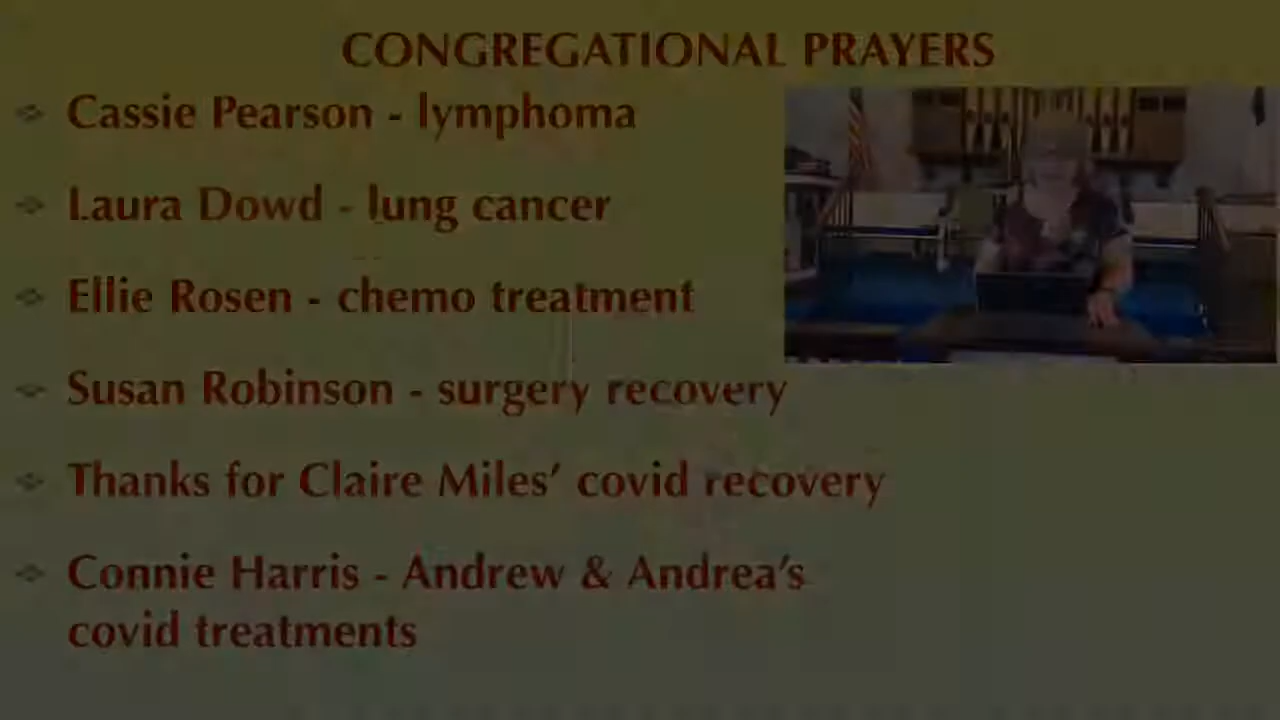 CONGREGATIONAL PRAYERS
Cassie Pearson - lymphoma
Laura Dowd - lung cancer
Ellie Rosen - chemo treatment
Susan Robinson - surgery recovery
Thanks for Claire Miles’ covid recovery
Connie Harris - Andrew & Andrea’s
covid treatments